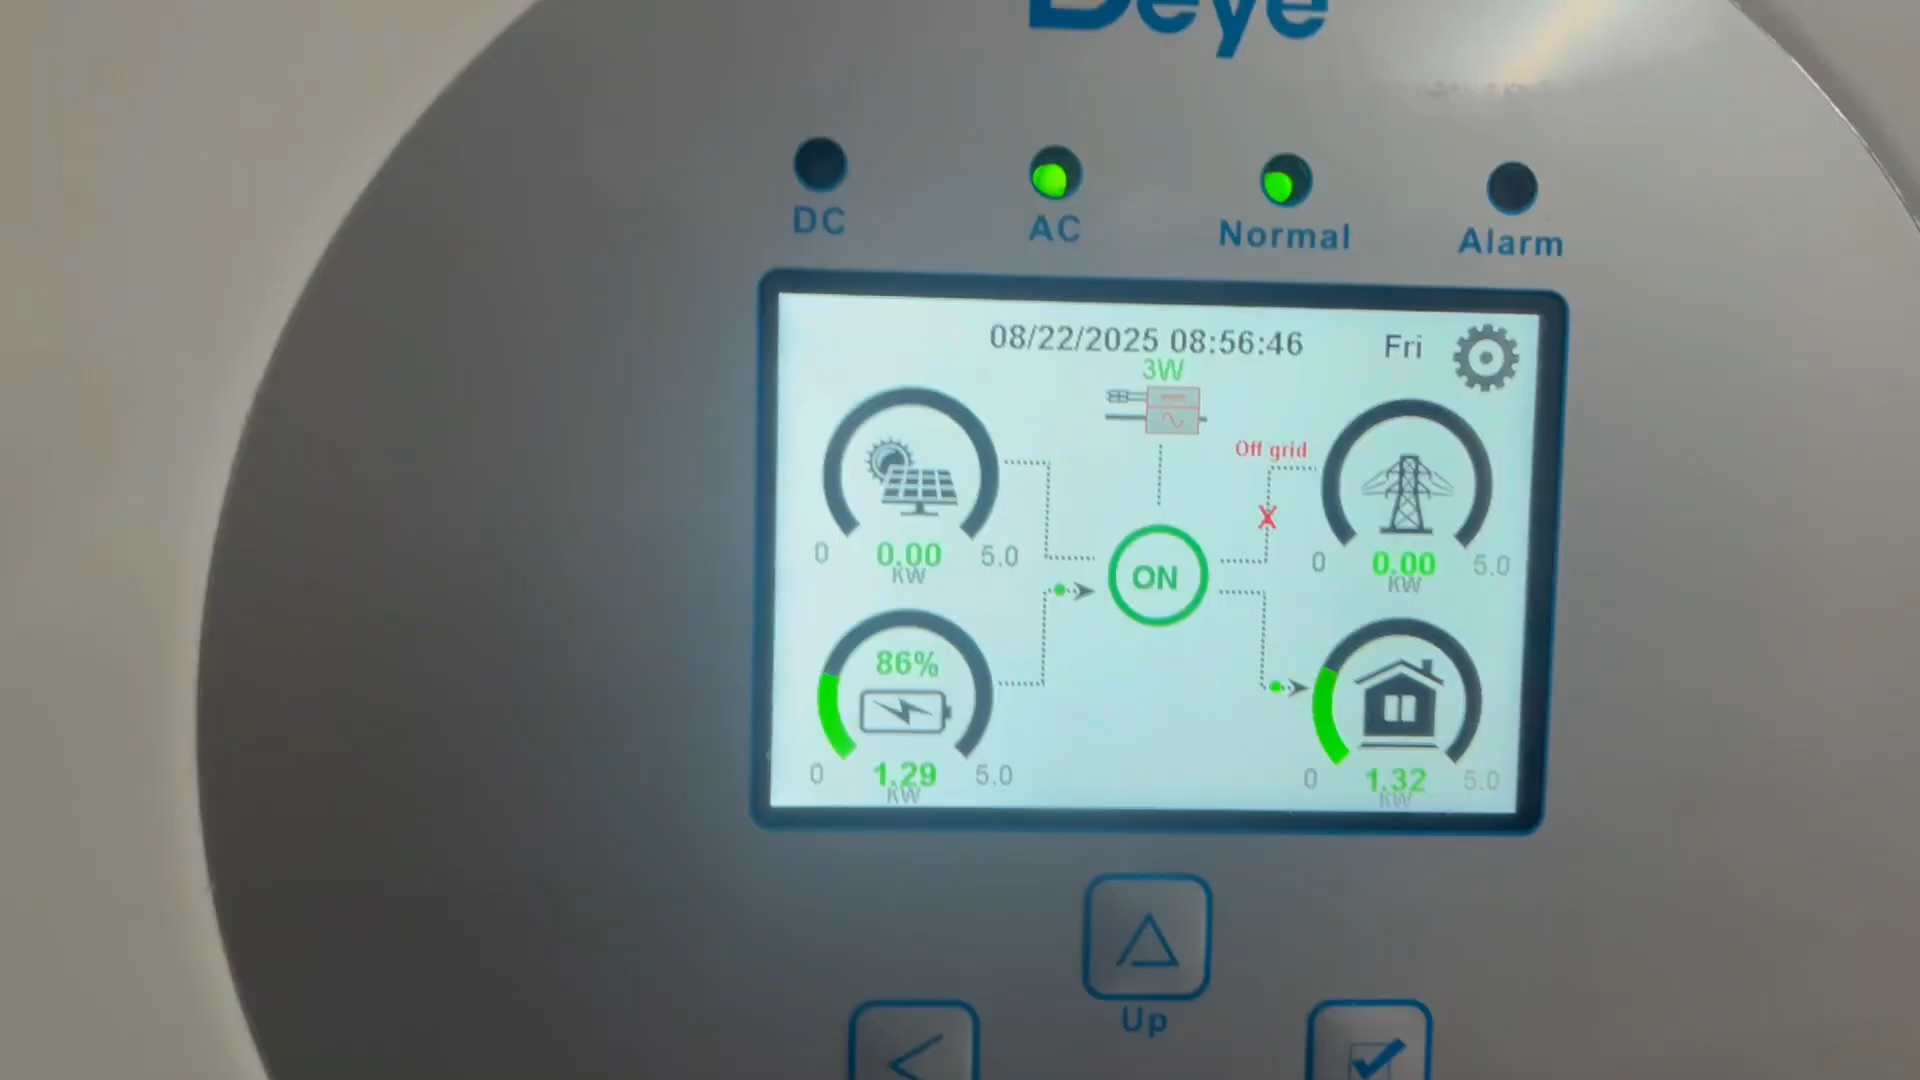 Deye
DC AC Normal Alarm
08/22/2025 08:56:46 Fri
3W
Off grid
X
0 0.00 5.0
KW
0 0.00 5.0
KW
ON
86%
0 1.29 5.0
KW
0 1.32 5.0
KW
Up